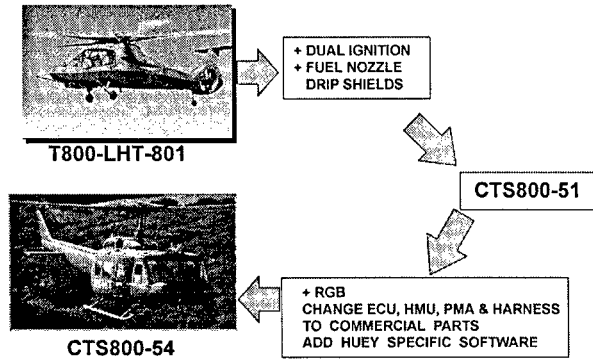 + DUAL IGNITION
+ FUEL NOZZLE
DRIP SHIELDS
T800-LHT-801
CTS800-51
+ RGB
CHANGE ECU, HMU, PMA & HARNESS
TO COMMERCIAL PARTS
ADD HUEY SPECIFIC SOFTWARE
CTS800-54